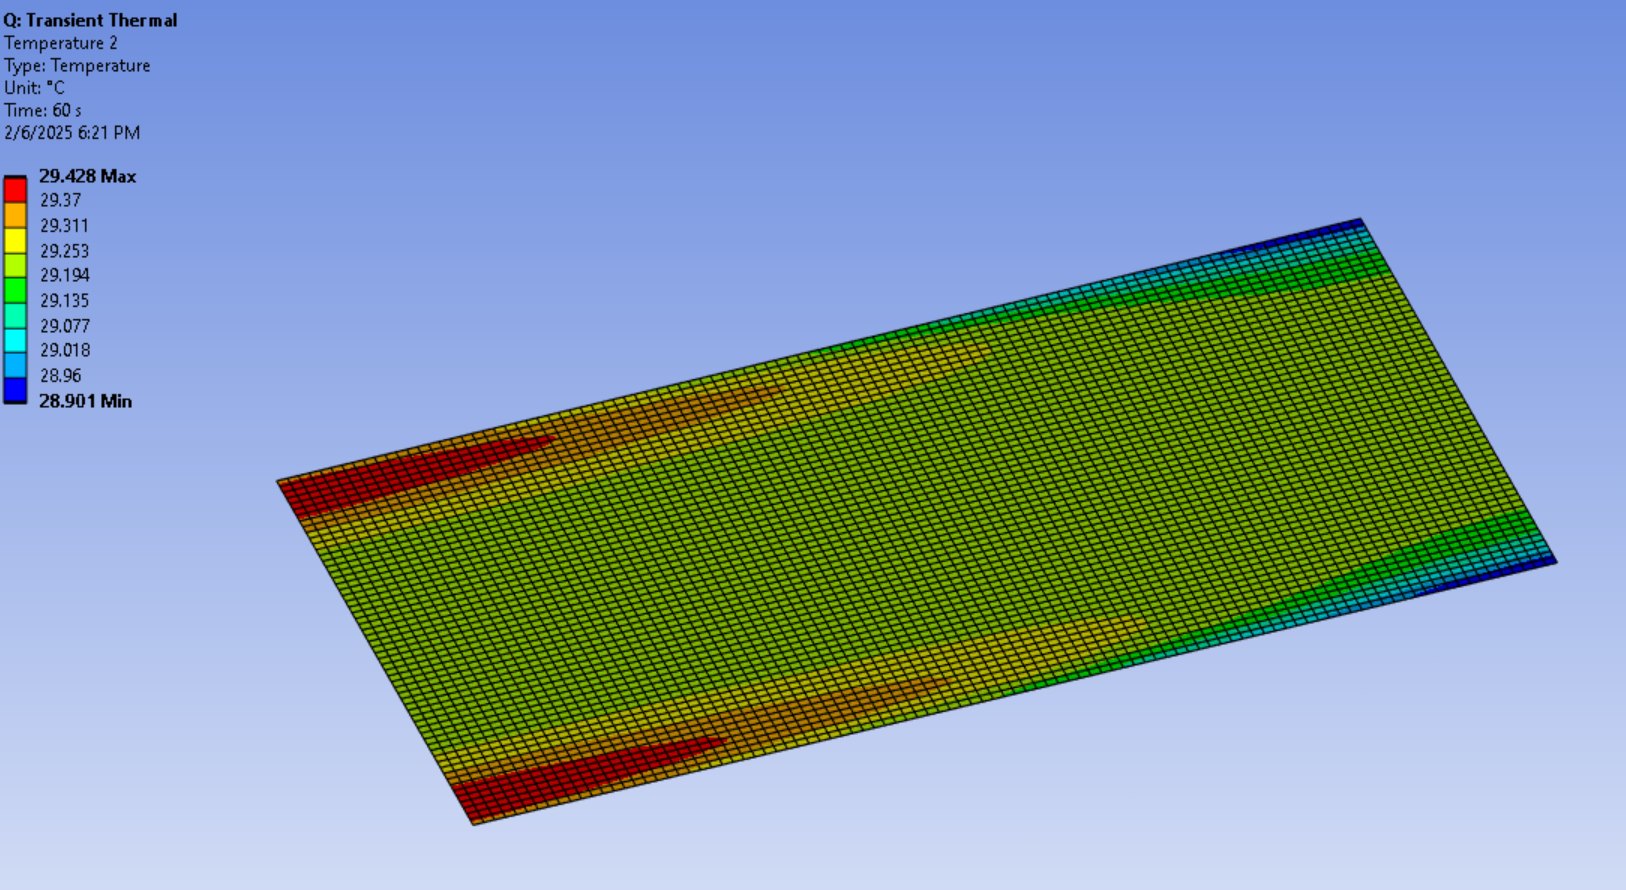 Q: Transient Thermal
Temperature 2
Type: Temperature
Unit: °C
Time: 60 s
2/6/2025 6:21 PM
29.428 Max
29.37
29.311
29.253
29.194
29.135
29.077
29.018
28.96
28.901 Min